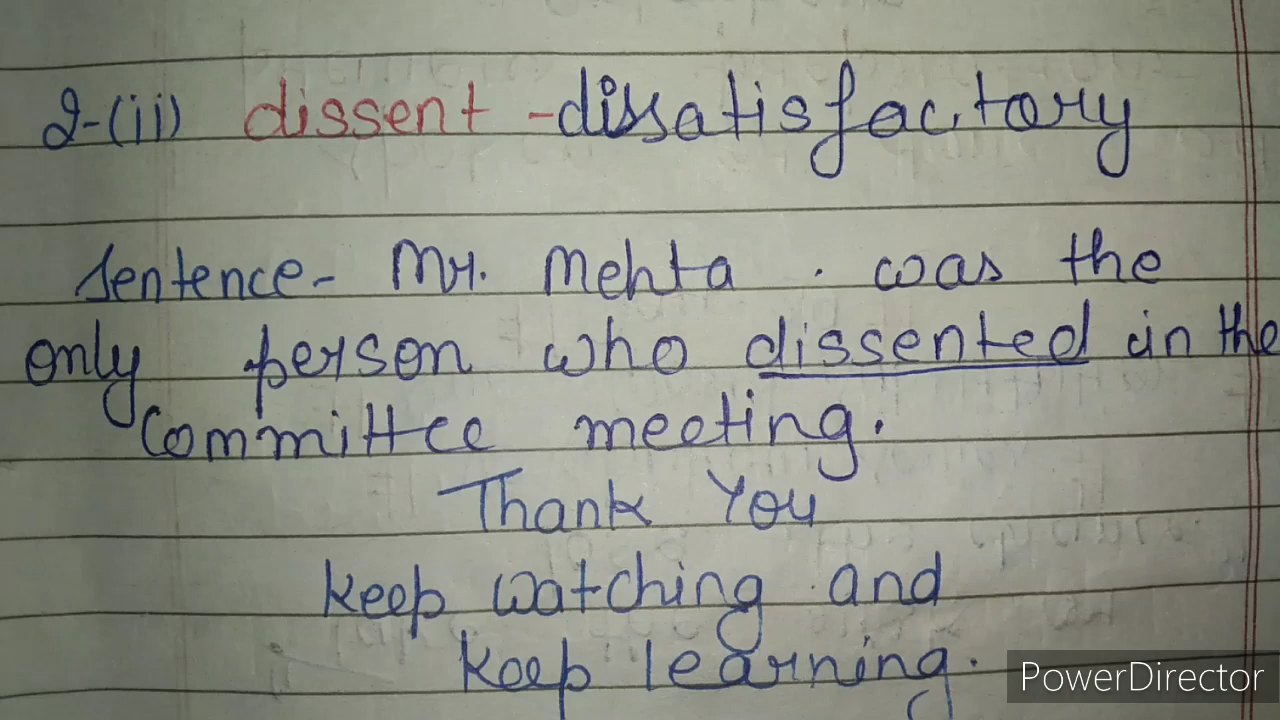 2-(ii) dissent - dissatisfactory
Sentence- Mr. Mehta . was the
only person who dissented in the
Committee meeting.
Thank You
keep watching and
keep learning.
PowerDirector